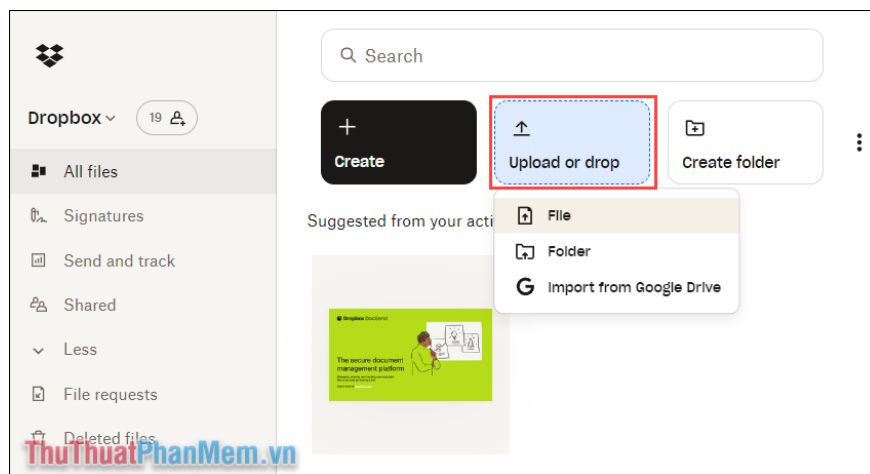 Search
Dropbox
19
Create
Upload or drop
Create folder
All files
Signatures
Send and track
Shared
Less
File requests
Deleted files
Suggested from your acti
File
Folder
Import from Google Drive
Dropbox DocSend
The secure document
management platform
ThuThuatPhanMem.vn